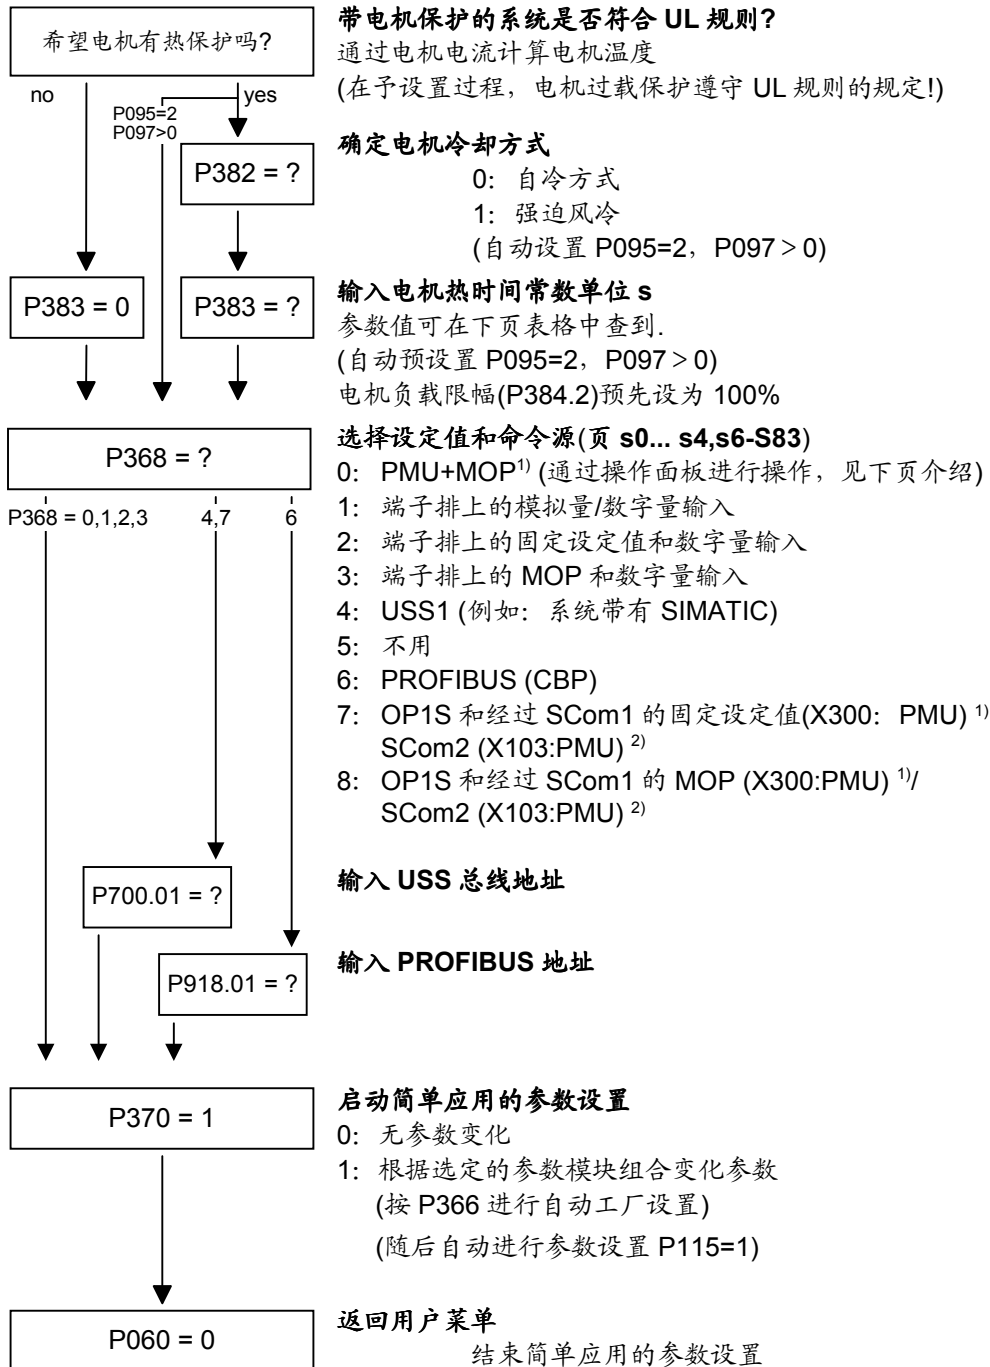 希望电机有热保护吗?
带电机保护的系统是否符合 UL 规则?
通过电机电流计算电机温度
(在予设置过程，电机过载保护遵守 UL 规则的规定!)
no
P095=2
P097>0
yes
P382 = ?
确定电机冷却方式
0：自冷方式
1：强迫风冷
(自动设置 P095=2，P097＞0)
P383 = 0
P383 = ?
输入电机热时间常数单位 s
参数值可在下页表格中查到.
(自动预设置 P095=2，P097＞0)
电机负载限幅(P384.2)预先设为 100%
P368 = ?
选择设定值和命令源(页 s0... s4,s6-S83)
0：PMU+MOP1) (通过操作面板进行操作，见下页介绍)
1：端子排上的模拟量/数字量输入
2：端子排上的固定设定值和数字量输入
3：端子排上的 MOP 和数字量输入
4：USS1 (例如：系统带有 SIMATIC)
5：不用
6：PROFIBUS (CBP)
7：OP1S 和经过 SCom1 的固定设定值(X300：PMU) 1)
SCom2 (X103:PMU) 2)
8：OP1S 和经过 SCom1 的 MOP (X300:PMU) 1)/
SCom2 (X103:PMU) 2)
P368 = 0,1,2,3
4,7
6
P700.01 = ?
输入 USS 总线地址
P918.01 = ?
输入 PROFIBUS 地址
P370 = 1
启动简单应用的参数设置
0：无参数变化
1：根据选定的参数模块组合变化参数
(按 P366 进行自动工厂设置)
(随后自动进行参数设置 P115=1)
P060 = 0
返回用户菜单
结束简单应用的参数设置